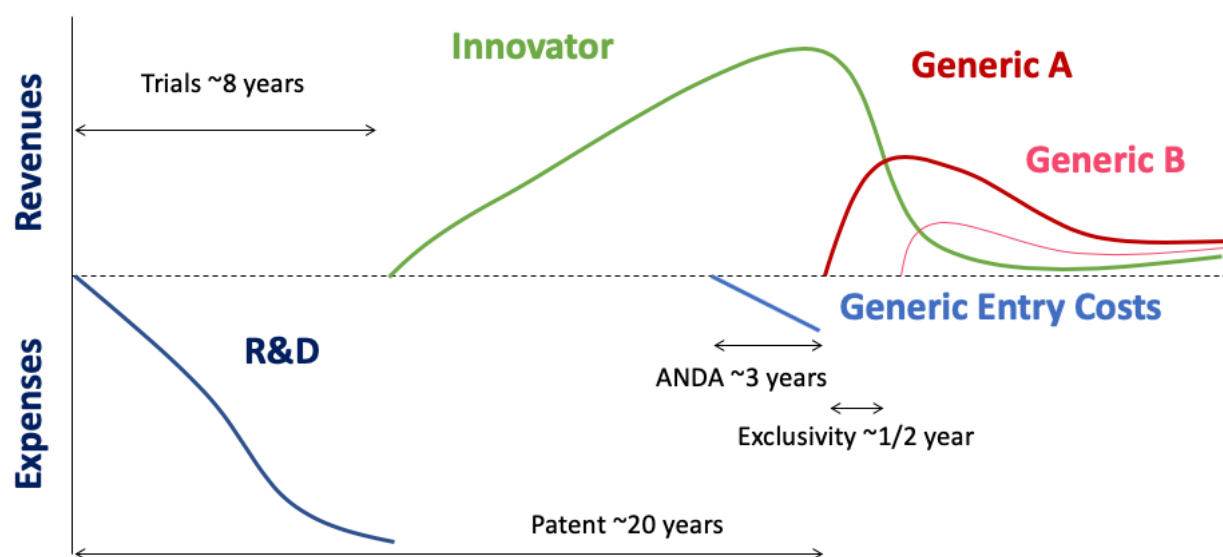 Revenues
Expenses
Innovator
Trials ~8 years
Generic A
Generic B
R&D
Generic Entry Costs
ANDA ~3 years
Exclusivity ~1/2 year
Patent ~20 years